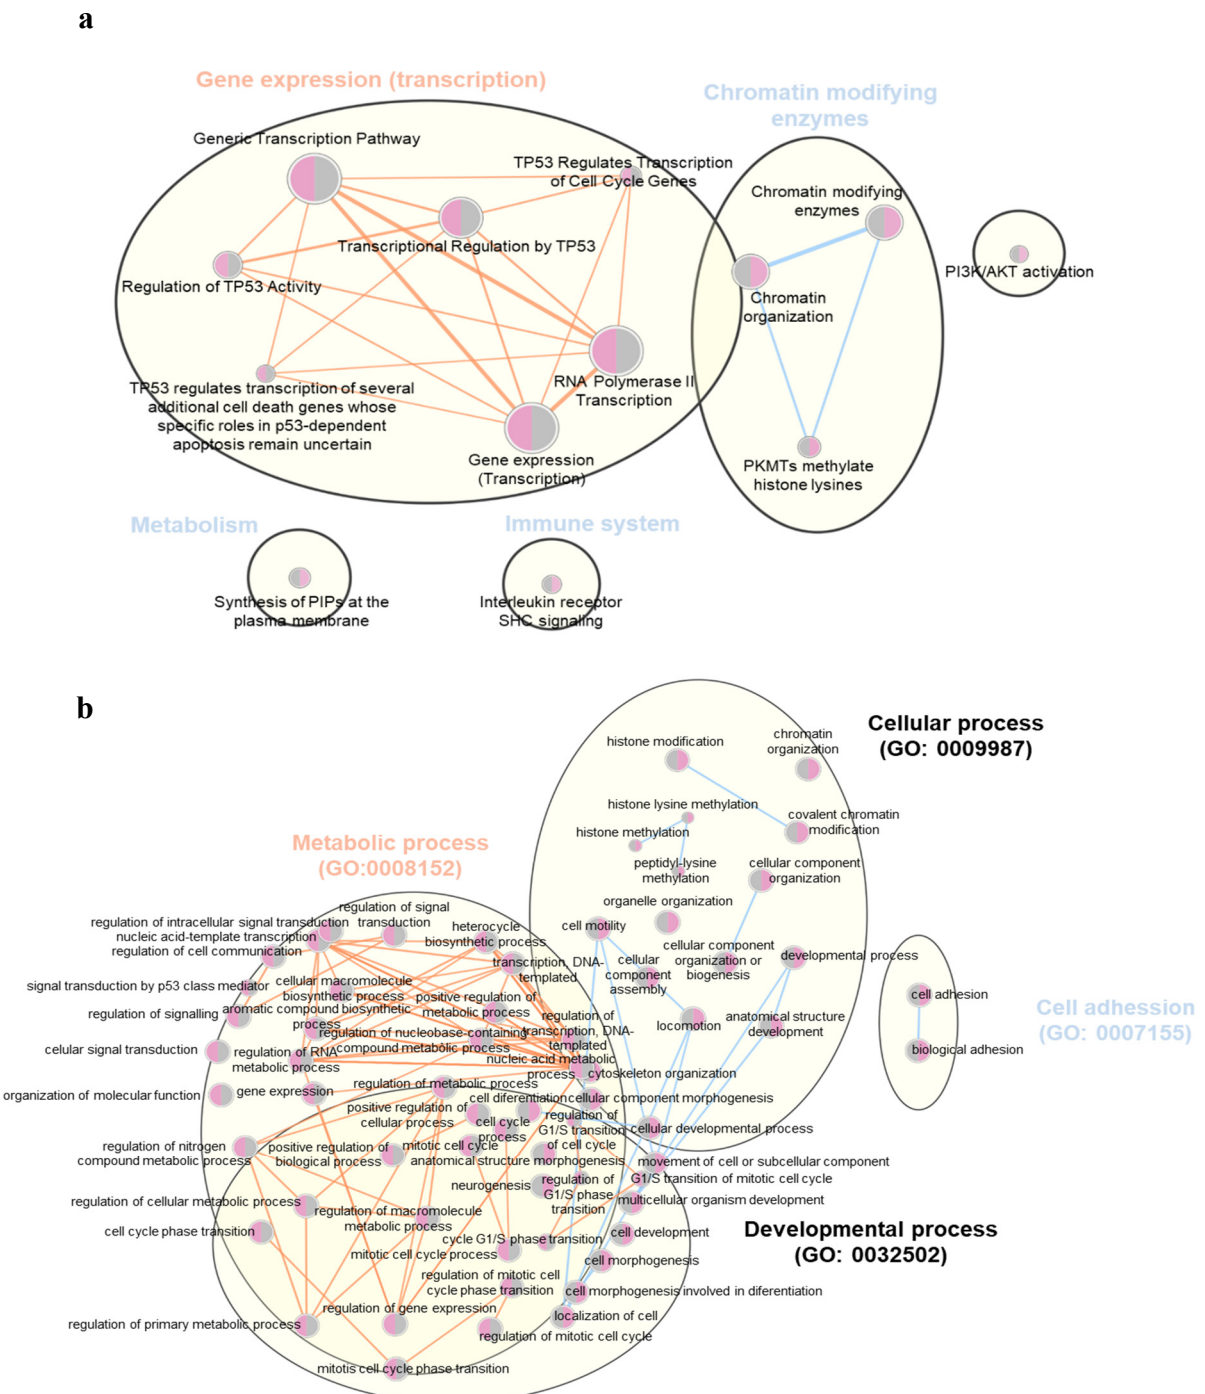 a
Gene expression (transcription)
Chromatin modifying
enzymes
Generic Transcription Pathway
TP53 Regulates Transcription
of Cell Cycle Genes
Chromatin modifying
enzymes
Transcriptional Regulation by TP53
PI3K/AKT activation
Regulation of TP53 Activity
Chromatin
organization
RNA Polymerase II
Transcription
TP53 regulates transcription of several
additional cell death genes whose
specific roles in p53-dependent
apoptosis remain uncertain
Gene expression
(Transcription)
PKMTs methylate
histone lysines
Metabolism
Immune system
Synthesis of PIPs at the
plasma membrane
Interleukin receptor
SHC signaling
b
Cellular process
(GO: 0009987)
histone modification
chromatin
organization
histone lysine methylation
covalent chromatin
modification
histone methylation
Metabolic process
(GO:0008152)
peptidyl-lysine
methylation
cellular component
organization
organelle organization
regulation of signal
transduction
regulation of intracellular signal transduction
nucleic acid-template transcription
regulation of cell communication
heterocycle
biosynthetic process
cell motility
cellular component
organization or
biogenesis
developmental process
transcription, DNA-
templated
cellular
component
assembly
signal transduction by p53 class mediator
cellular macromolecule
biosynthetic process
cell adhesion
Cell adhession
(GO: 0007155)
biological adhesion
regulation of signalling
aromatic compound biosynthetic
process
positive regulation of
metabolic process
regulation of
transcription, DNA-
templated
locomotion
anatomical structure
development
regulation of nucleobase-containing
compound metabolic process
celular signal transduction
regulation of RNA
metabolic process
nucleic acid metabolic
process
cytoskeleton organization
organization of molecular function
gene expression
regulation of metabolic process
cell diferentiation
cellular component morphogenesis
positive regulation of
cellular process
cell cycle
process
regulation of
G1/S transition
of cell cycle
cellular developmental process
regulation of nitrogen
compound metabolic process
positive regulation of
biological process
mitotic cell cycle
anatomical structure morphogenesis
movement of cell or subcellular component
G1/S transition of mitotic cell cycle
neurogenesis
regulation of
G1/S phase
transition
multicellular organism development
regulation of cellular metabolic process
regulation of macromolecule
metabolic process
cell cycle phase transition
cycle G1/S phase transition
cell development
Developmental process
(GO: 0032502)
mitotic cell cycle process
cell morphogenesis
regulation of mitotic cell
cycle phase transition
cell morphogenesis involved in diferentiation
regulation of gene expression
localization of cell
regulation of primary metabolic process
regulation of mitotic cell cycle
mitotis cell cycle phase transition